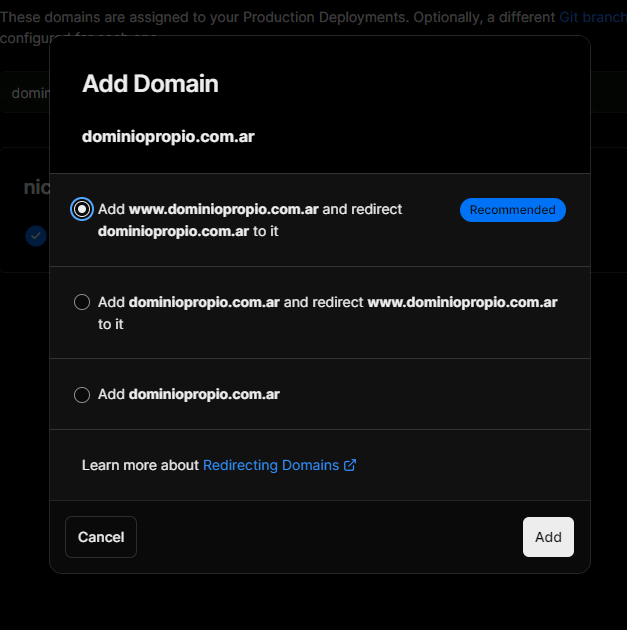 These domains are assigned to your Production Deployments. Optionally, a different Git branch
configured for each one
domin
Add Domain
dominiopropio.com.ar
nic
Add www.dominiopropio.com.ar and redirect
dominiopropio.com.ar to it
Recommended
Add dominiopropio.com.ar and redirect www.dominiopropio.com.ar
to it
Add dominiopropio.com.ar
Learn more about Redirecting Domains
Cancel
Add